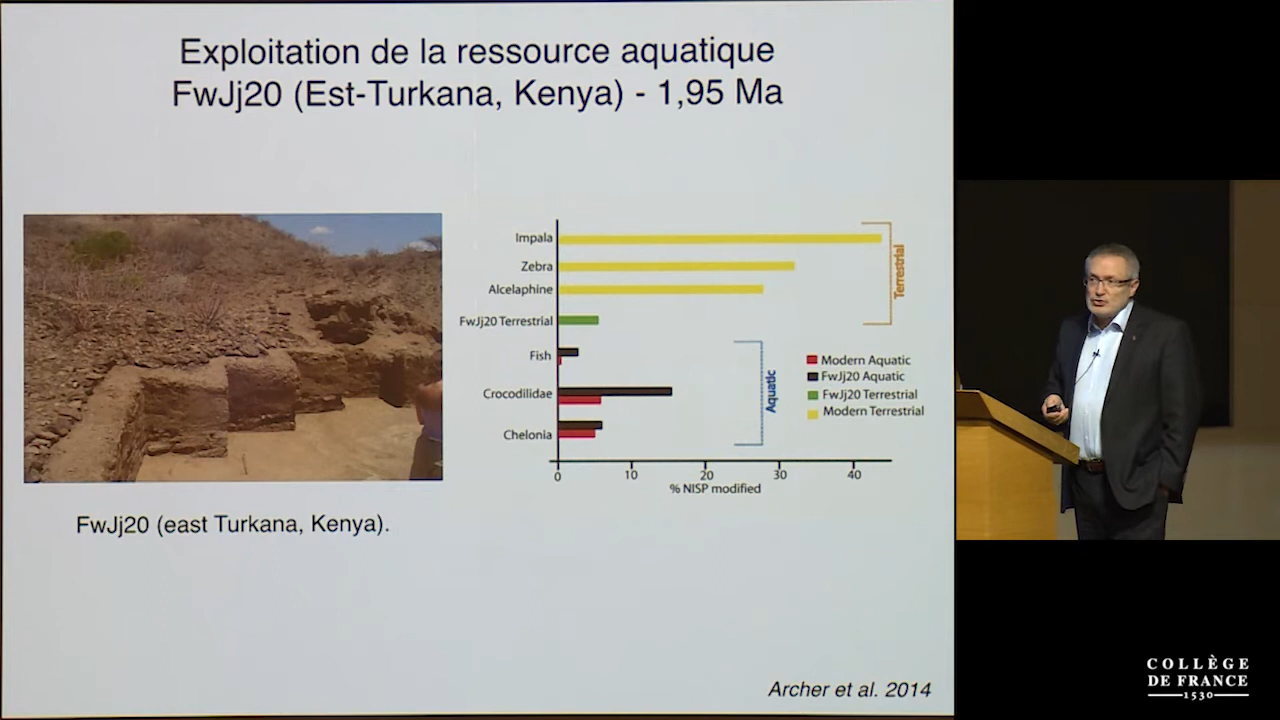 Exploitation de la ressource aquatique
FwJj20 (Est-Turkana, Kenya) - 1,95 Ma
Impala
Zebra
Alcelaphine
FwJj20 Terrestrial
Fish
Crocodilidae
Chelonia
Terrestrial
Aquatic
Modern Aquatic
FwJj20 Aquatic
FwJj20 Terrestrial
Modern Terrestrial
0 10 20 30 40
% NISP modified
FwJj20 (east Turkana, Kenya).
Archer et al. 2014
COLLÈGE
DE FRANCE
1530